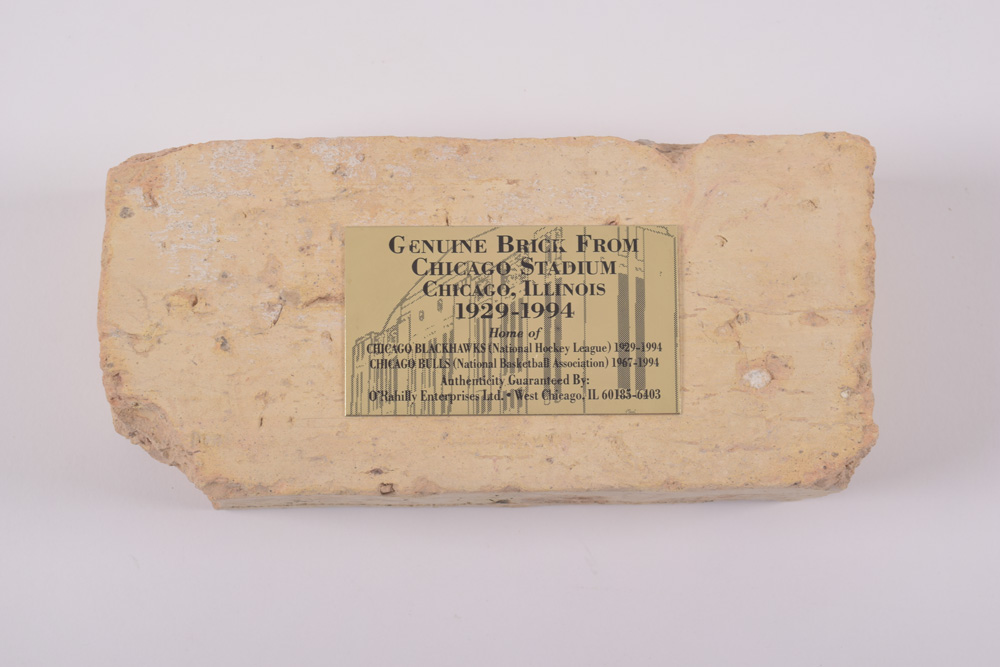 GENUINE BRICK FROM
CHICAGO STADIUM
CHICAGO, ILLINOIS
1929-1994
Home of
CHICAGO BLACKHAWKS (National Hockey League) 1929-1994
CHICAGO BULLS (National Basketball Association) 1967-1994
Authenticity Guaranteed By:
O'Rahilly Enterprises Ltd. • West Chicago, IL 60185-6403